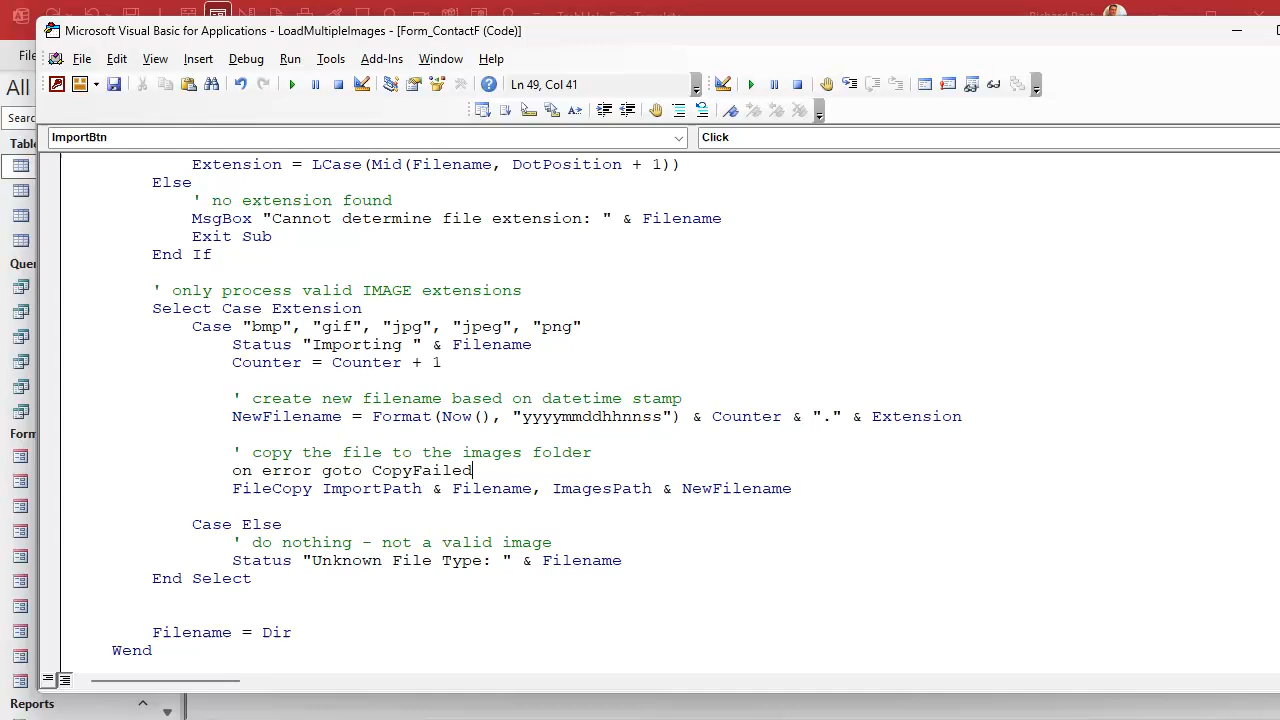 Microsoft Visual Basic for Applications - LoadMultipleImages - [Form_ContactF (Code)]
File Edit View Insert Debug Run Tools Add-Ins Window Help
All
Ln 49, Col 41
Sear
Table
ImportBtn
Click
Extension = LCase(Mid(Filename, DotPosition + 1))
Else
' no extension found
MsgBox "Cannot determine file extension: " & Filename
Exit Sub
End If
Quer
' only process valid IMAGE extensions
Select Case Extension
Case "bmp", "gif", "jpg", "jpeg", "png"
Status "Importing " & Filename
Counter = Counter + 1
' create new filename based on datetime stamp
NewFilename = Format(Now(), "yyyymmddhhnnss") & Counter & "." & Extension
Form
' copy the file to the images folder
on error goto CopyFailed
FileCopy ImportPath & Filename, ImagesPath & NewFilename
Case Else
' do nothing - not a valid image
Status "Unknown File Type: " & Filename
End Select
Filename = Dir
Wend
Reports